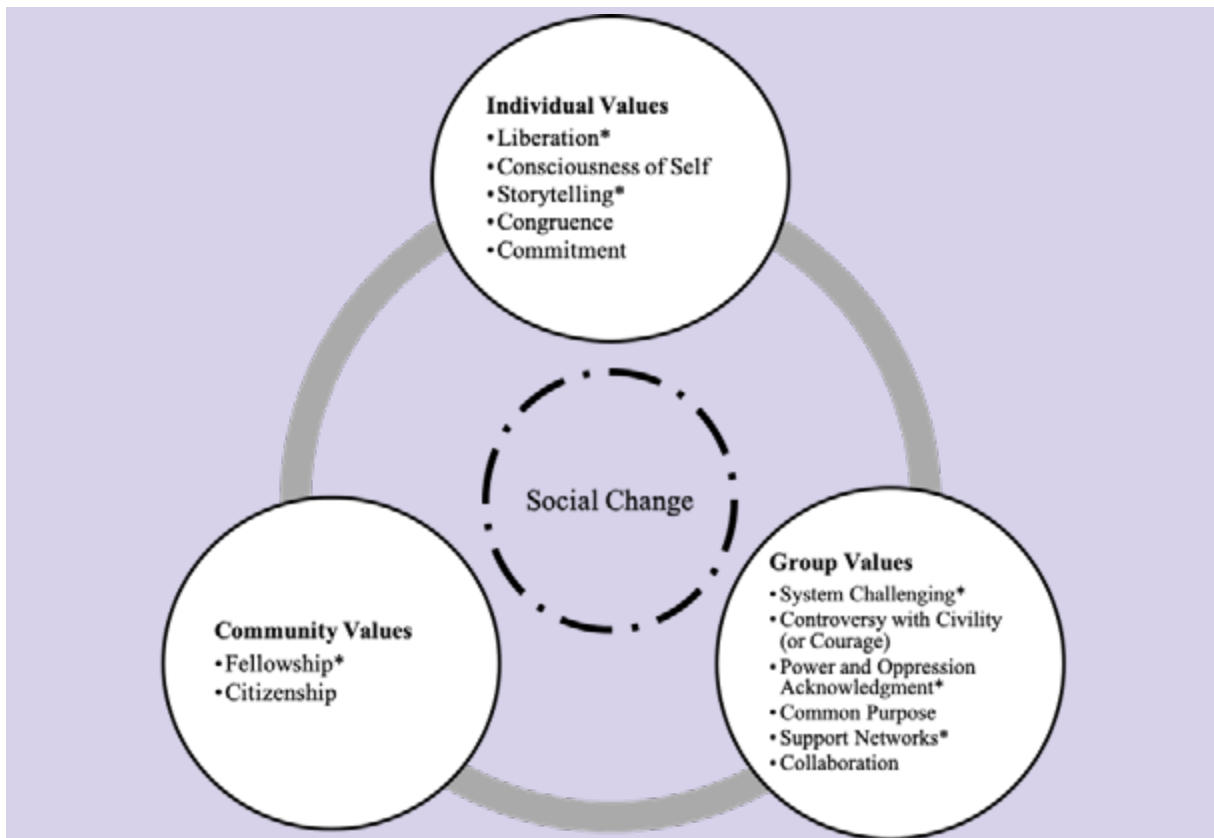 Individual Values
•Liberation*
•Consciousness of Self
•Storytelling*
•Congruence
•Commitment
Social Change
Community Values
•Fellowship*
•Citizenship
Group Values
•System Challenging*
•Controversy with Civility
(or Courage)
•Power and Oppression
Acknowledgment*
•Common Purpose
•Support Networks*
•Collaboration